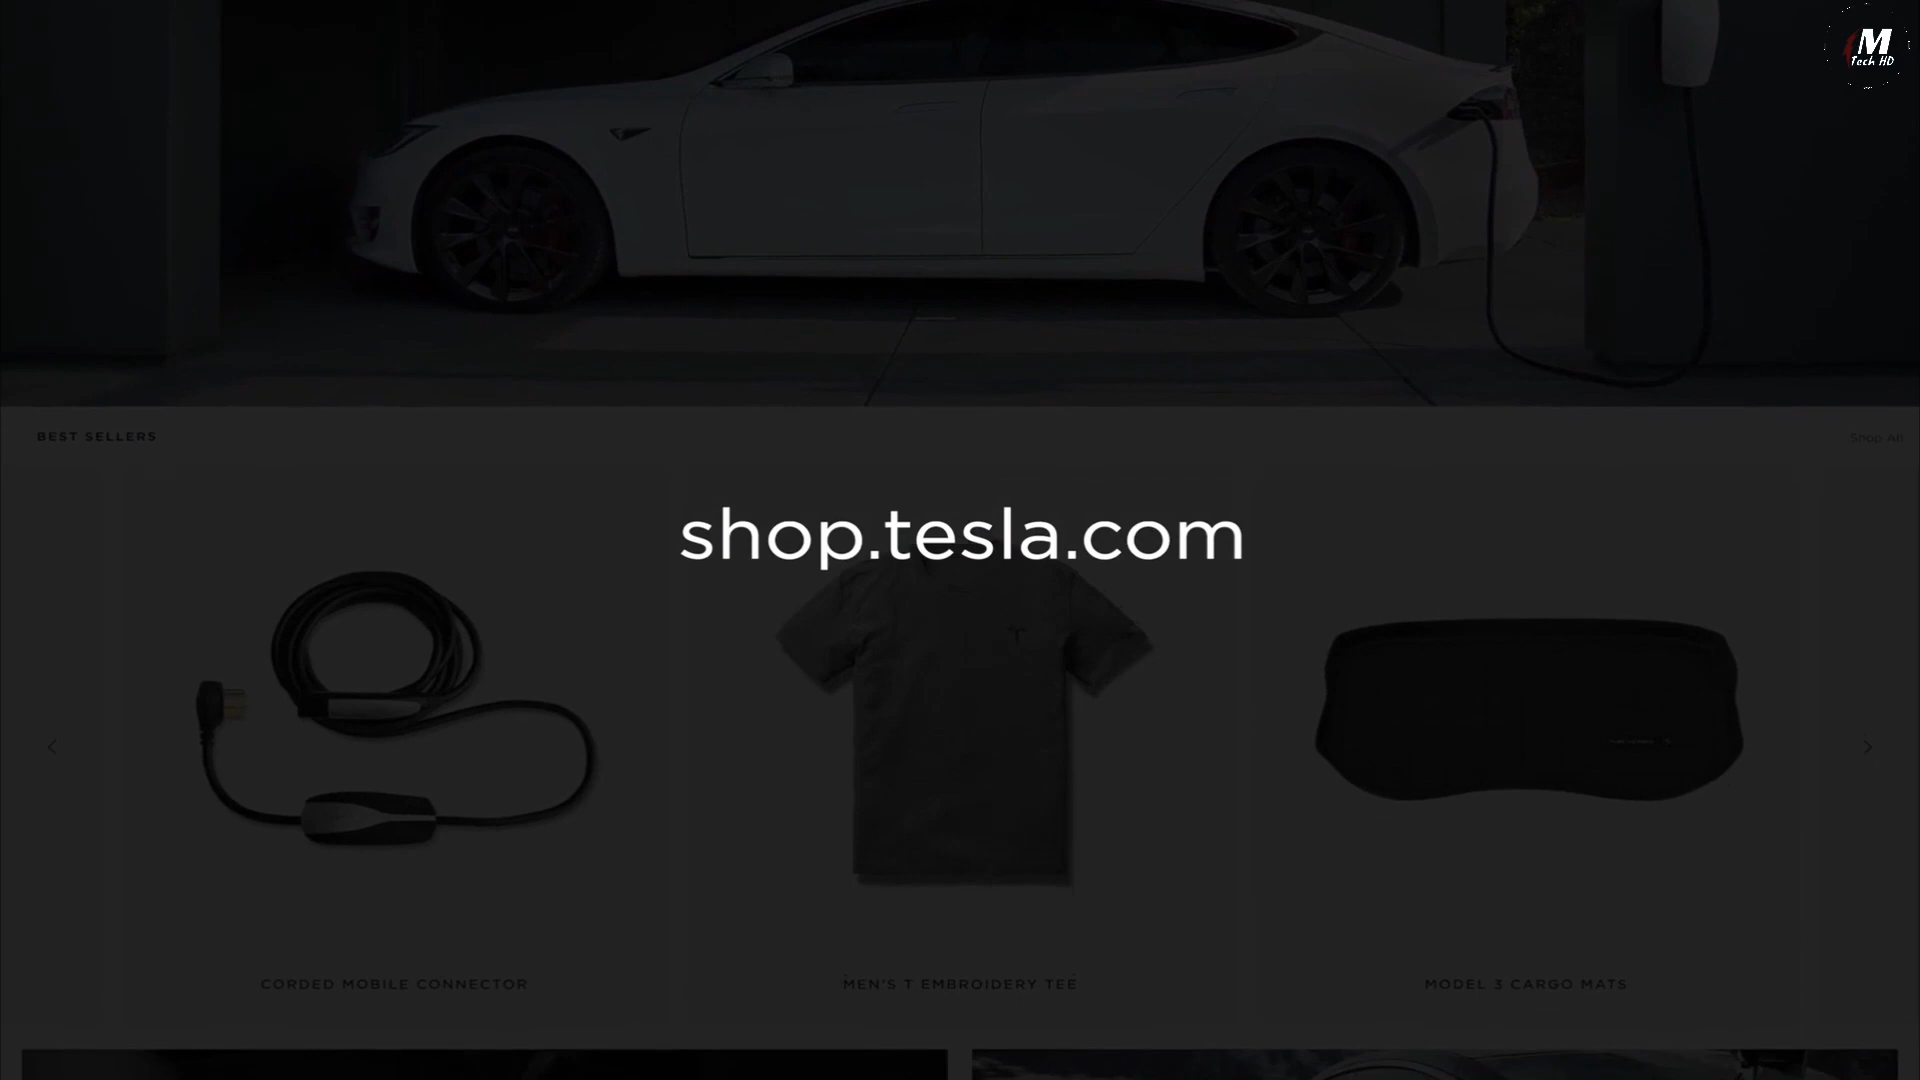 M
Tech HD
BEST SELLERS
Shop All
shop.tesla.com
CORDED MOBILE CONNECTOR
MEN'S T EMBROIDERY TEE
MODEL 3 CARGO MATS